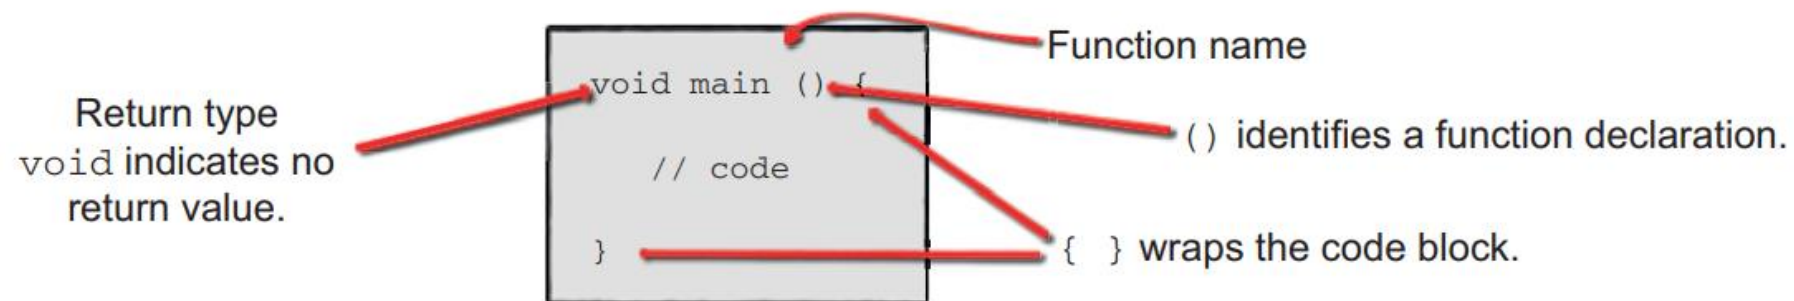 Function name
void main () {
Return type
void indicates no
return value.
() identifies a function declaration.
// code
{ } wraps the code block.
}